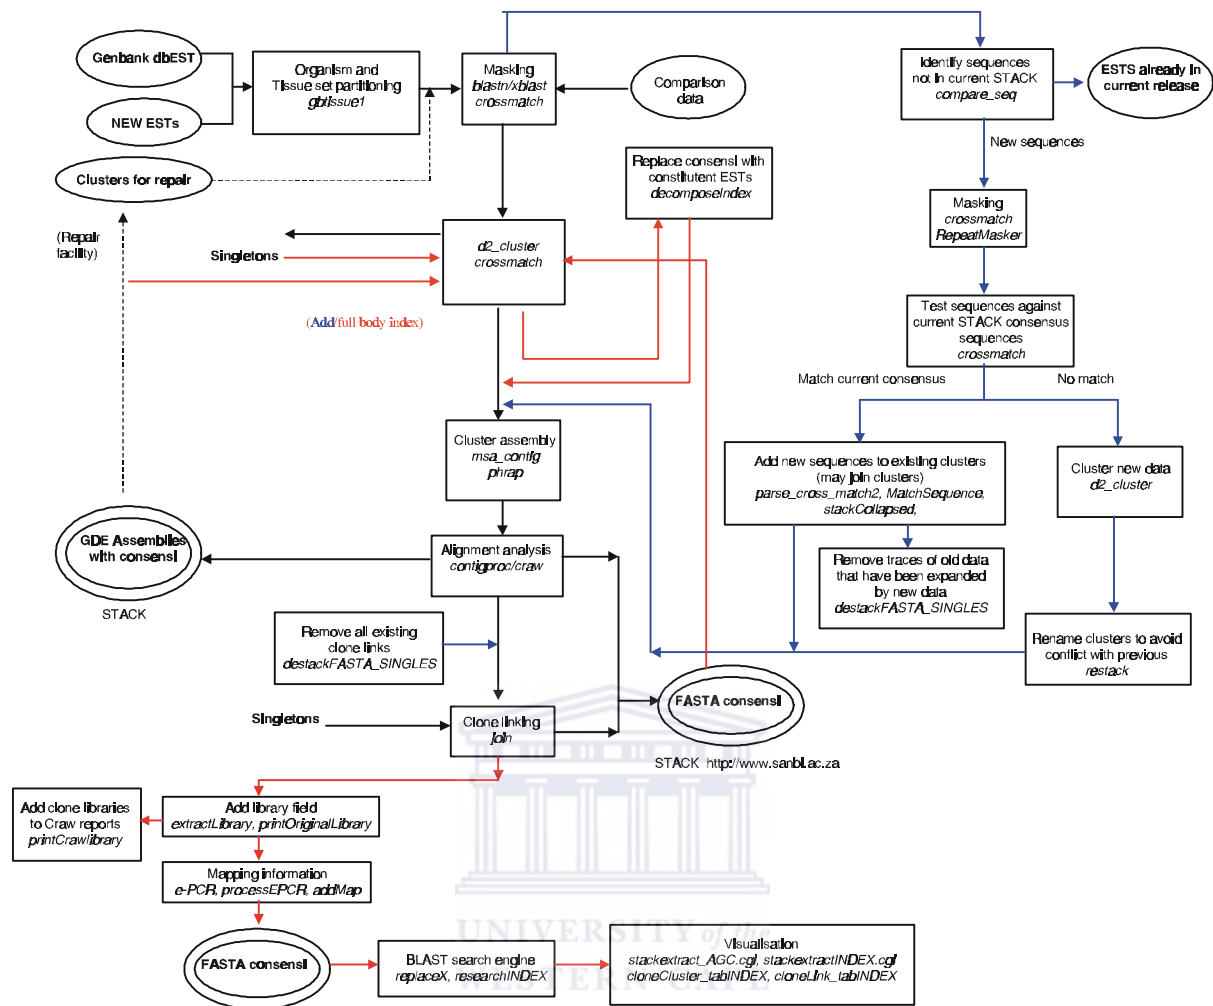 Genbank dbEST
NEW ESTs
Clusters for repair
(Repair
facility)
Organism and
Tissue set partitioning
gbtissue1
Masking
blastn/xblast
crossmatch
Comparison
data
Identify sequences
not in current STACK
compare_seq
ESTS already in
current release
New sequences
Replace consensi with
constitutent ESTs
decomposeIndex
Masking
crossmatch
RepeatMasker
Singletons
d2_cluster
crossmatch
(Add/full body index)
Test sequences against
current STACK consensus
sequences
crossmatch
Match current consensus
No match
Cluster assembly
msa_contig
phrap
Add new sequences to existing clusters
(may join clusters)
parse_cross_match2, MatchSequence,
stackCollapsed,
Cluster new data
d2_cluster
GDE Assemblies
with consensi
STACK
Alignment analysis
contigproc/craw
Remove traces of old data
that have been expanded
by new data
destackFASTA_SINGLES
Remove all existing
clone links
destackFASTA_SINGLES
Rename clusters to avoid
conflict with previous
restack
Singletons
Clone linking
join
FASTA consensi
STACK http://www.sanbi.ac.za
Add clone libraries
to Craw reports
printCrawlibrary
Add library field
extractLibrary, printOriginalLibrary
Mapping information
e-PCR, processEPCR, addMap
FASTA consensi
BLAST search engine
replaceX, researchINDEX
Visualisation
stackextract_AGC.cgi, stackextractINDEX.cgi
cloneCluster_tabINDEX, cloneLink_tabINDEX
UNIVERSITY of the
WESTERN CAPE